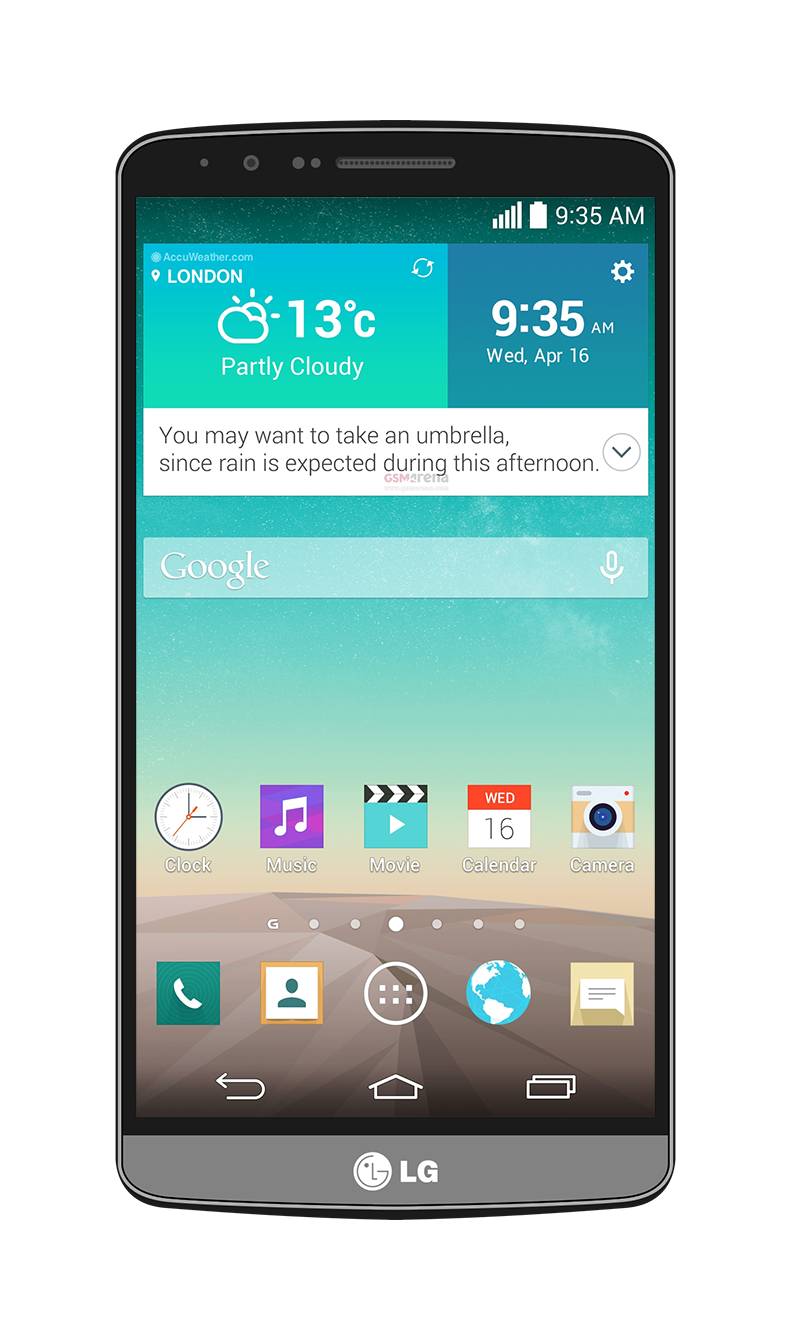 9:35 AM
AccuWeather.com
LONDON
13°c
Partly Cloudy
9:35 AM
Wed, Apr 16
You may want to take an umbrella,
since rain is expected during this afternoon.
GSMArena
Google
WED
16
Clock
Music
Movie
Calendar
Camera
G
LG